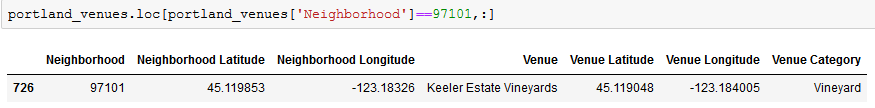 portland_venues.loc[portland_venues['Neighborhood']==97101,:]
Neighborhood Neighborhood Latitude Neighborhood Longitude Venue Venue Latitude Venue Longitude Venue Category
726 97101 45.119853 -123.18326 Keeler Estate Vineyards 45.119048 -123.184005 Vineyard